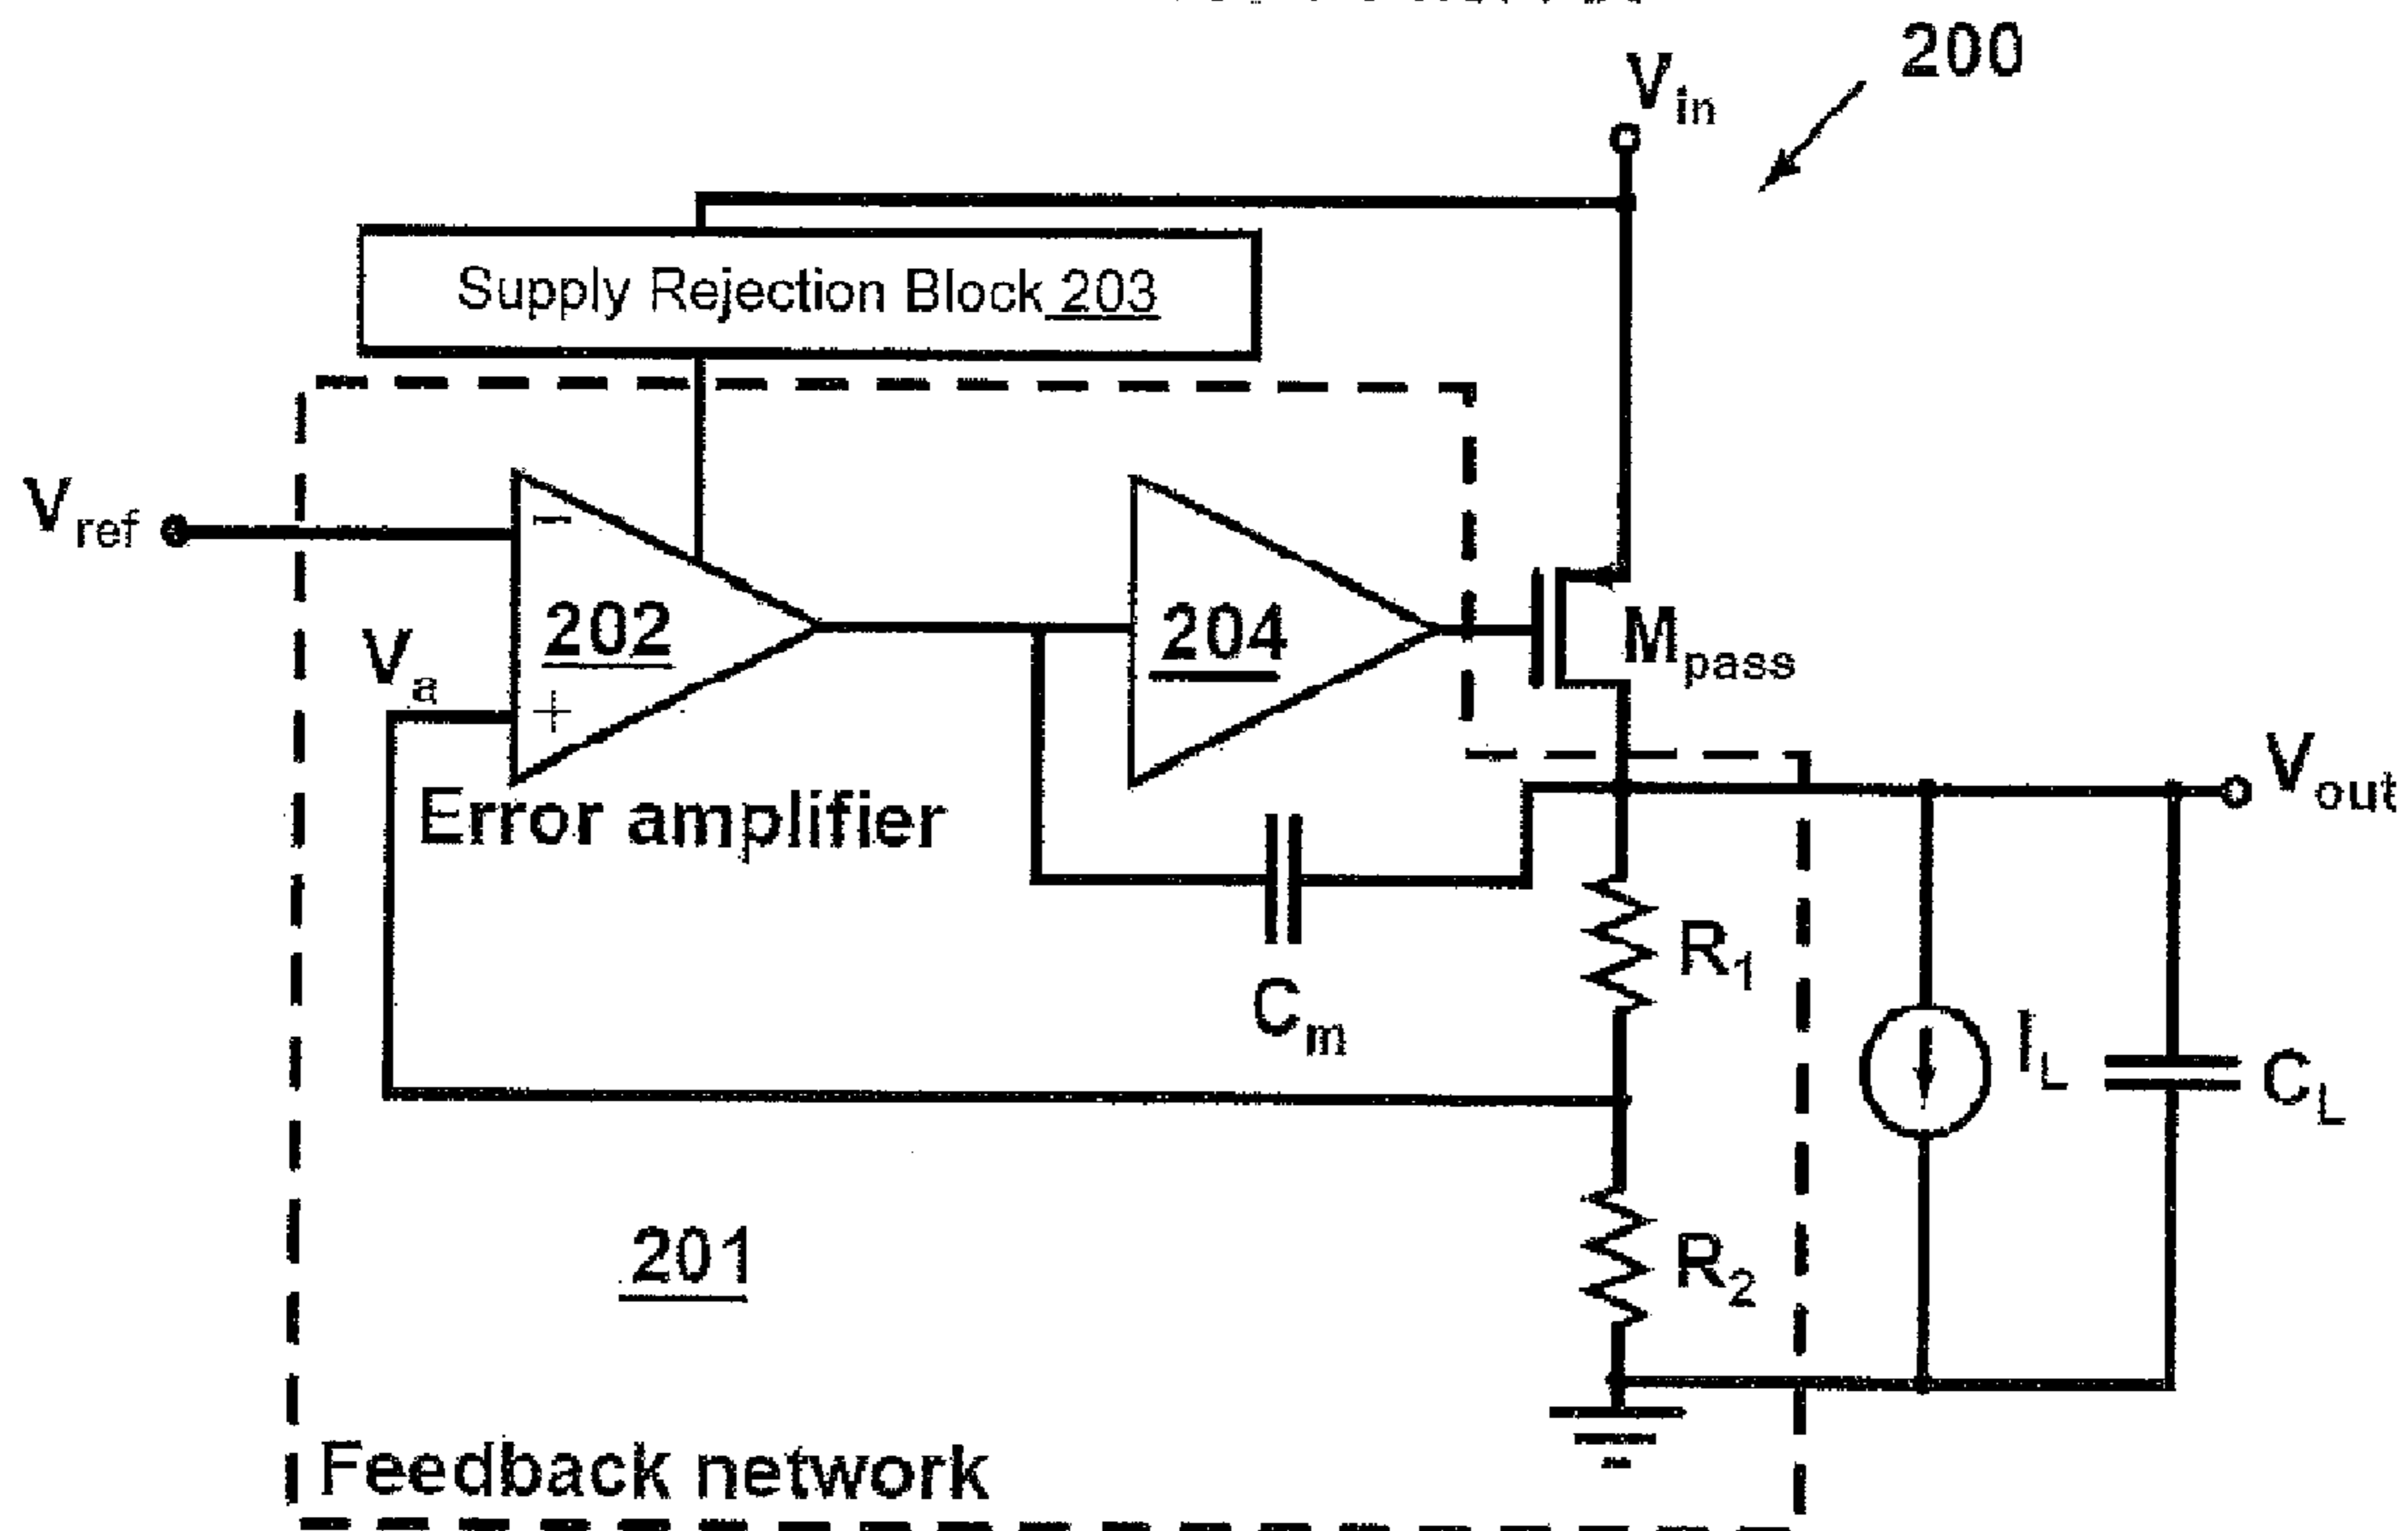 200
Vin
Supply Rejection Block 203
Vref
−
202
204
Va
+
Mpass
Error amplifier
Vout
Cm
R1
IL
CL
201
R2
Feedback network